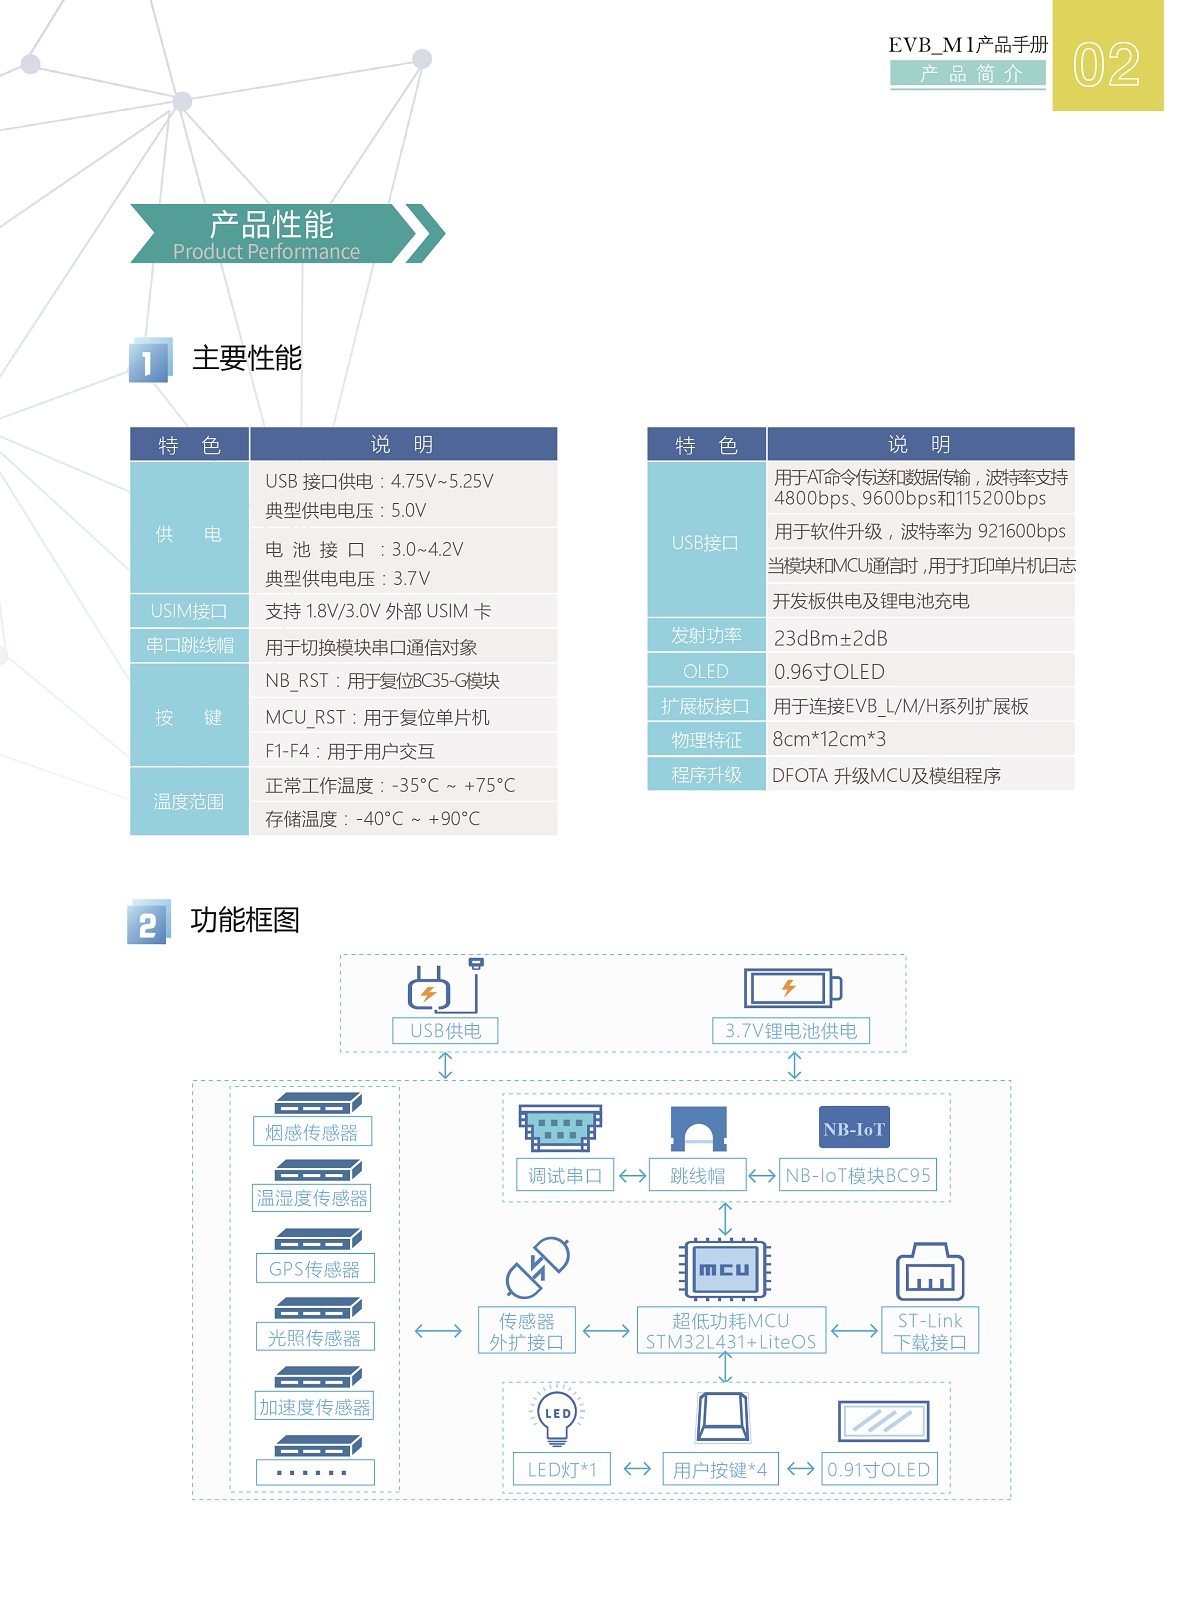 EVB_M1产品手册
产品简介
02
产品性能
Product Performance
1 主要性能
特 色 说 明
供 电
USB 接口供电：4.75V~5.25V
典型供电电压：5.0V
电 池 接 口 ：3.0~4.2V
典型供电电压：3.7V
USIM接口 支持 1.8V/3.0V 外部 USIM 卡
串口跳线帽 用于切换模块串口通信对象
按 键
NB_RST：用于复位BC35-G模块
MCU_RST：用于复位单片机
F1-F4：用于用户交互
温度范围
正常工作温度：-35°C ~ +75°C
存储温度：-40°C ~ +90°C
特 色 说 明
USB接口
用于AT命令传送和数据传输，波特率支持
4800bps、9600bps和115200bps
用于软件升级，波特率为 921600bps
当模块和MCU通信时，用于打印单片机日志
开发板供电及锂电池充电
发射功率 23dBm±2dB
OLED 0.96寸OLED
扩展板接口 用于连接EVB_L/M/H系列扩展板
物理特征 8cm*12cm*3
程序升级 DFOTA 升级MCU及模组程序
2 功能框图
USB供电
3.7V锂电池供电
烟感传感器
温湿度传感器
GPS传感器
光照传感器
加速度传感器
······
NB-IoT
调试串口
跳线帽
NB-IoT模块BC95
mcu
传感器
外扩接口
超低功耗MCU
STM32L431+LiteOS
ST-Link
下载接口
LED
LED灯*1
用户按键*4
0.91寸OLED